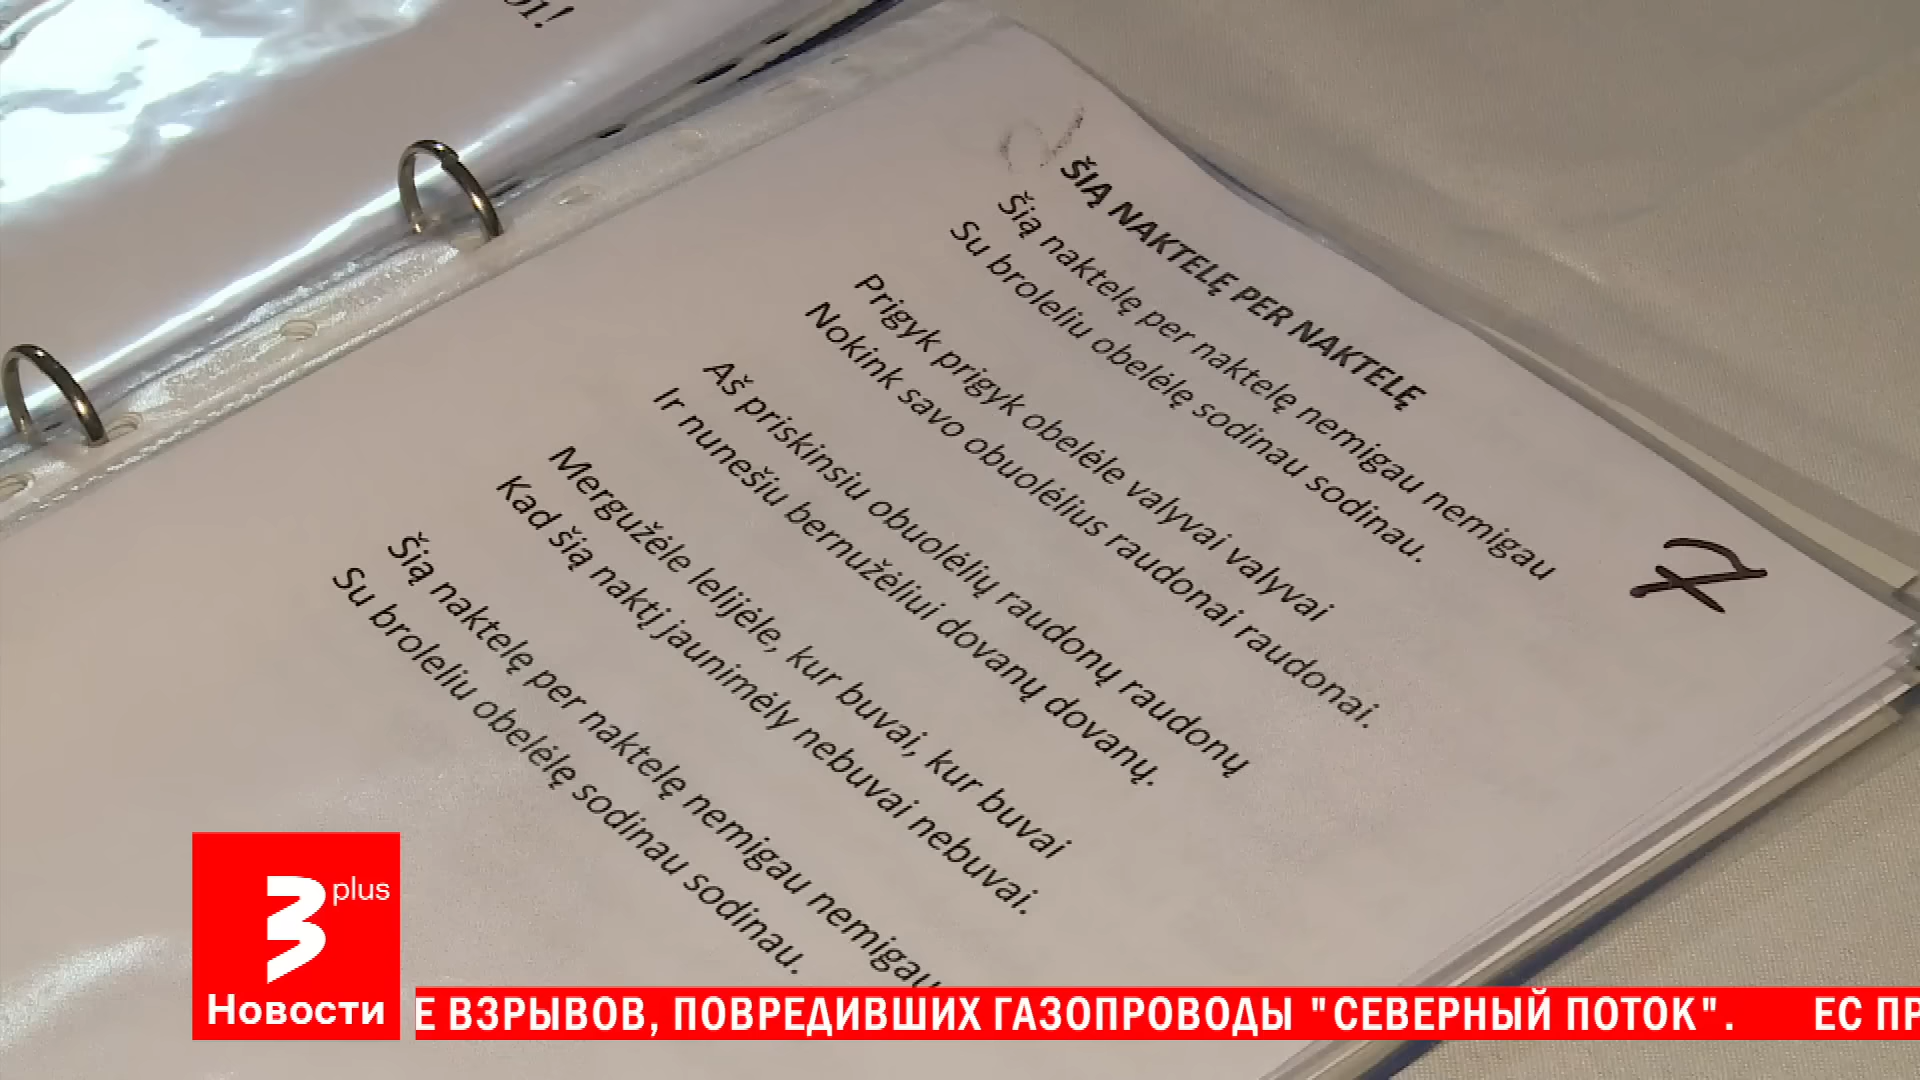 ŠIĄ NAKTELĘ PER NAKTELĘ
Šią naktelę per naktelę nemigau nemigau
Su broleliu obelėlę sodinau sodinau.
Prigyk prigyk obelėle valyvai valyvai
Nokink savo obuolėlius raudonai raudonai.
Aš priskinsiu obuolėlių raudonų raudonų
Ir nunešiu bernužėliui dovanų dovanų.
Mergužėle lelijėle, kur buvai, kur buvai
Kad šią naktį jaunimėly nebuvai nebuvai.
Šią naktelę per naktelę nemigau nemigau
Su broleliu obelėlę sodinau sodinau.
7
3 plus
Новости
Е ВЗРЫВОВ, ПОВРЕДИВШИХ ГАЗОПРОВОДЫ "СЕВЕРНЫЙ ПОТОК". ЕС ПР